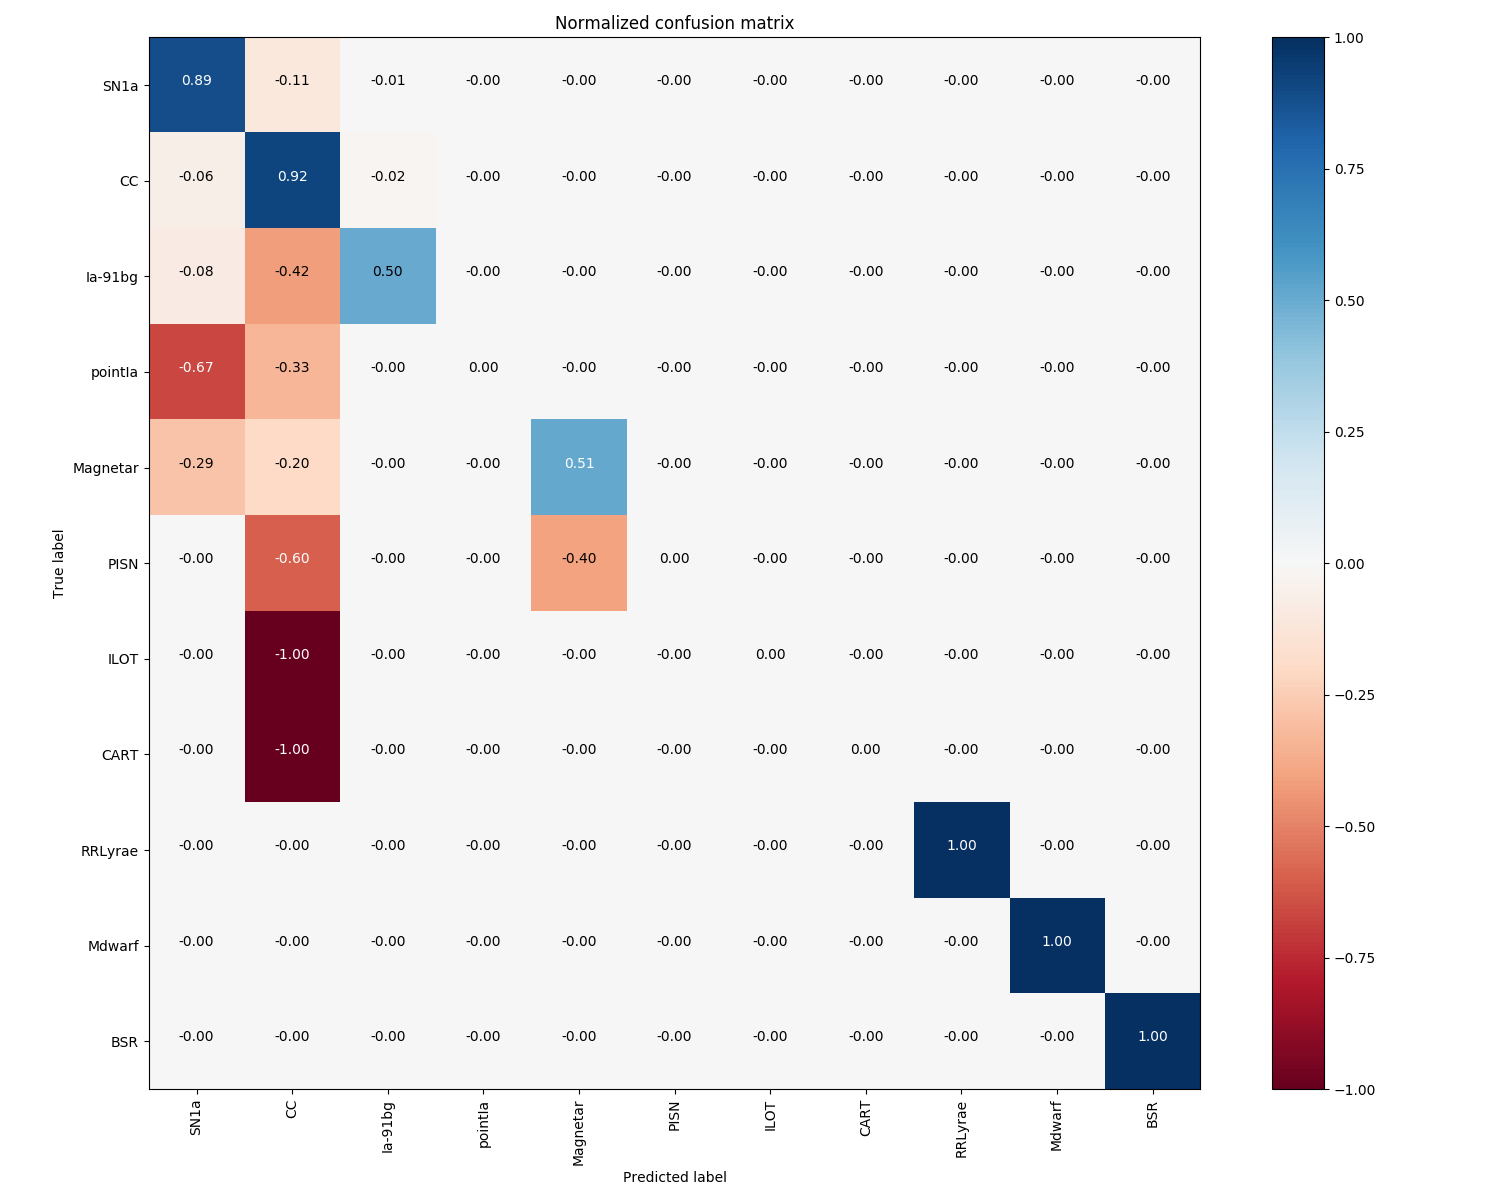 Normalized confusion matrix
SN1a 0.89 -0.11 -0.01 -0.00 -0.00 -0.00 -0.00 -0.00 -0.00 -0.00 -0.00
CC -0.06 0.92 -0.02 -0.00 -0.00 -0.00 -0.00 -0.00 -0.00 -0.00 -0.00
Ia-91bg -0.08 -0.42 0.50 -0.00 -0.00 -0.00 -0.00 -0.00 -0.00 -0.00 -0.00
pointIa -0.67 -0.33 -0.00 0.00 -0.00 -0.00 -0.00 -0.00 -0.00 -0.00 -0.00
Magnetar -0.29 -0.20 -0.00 -0.00 0.51 -0.00 -0.00 -0.00 -0.00 -0.00 -0.00
PISN -0.00 -0.60 -0.00 -0.00 -0.40 0.00 -0.00 -0.00 -0.00 -0.00 -0.00
ILOT -0.00 -1.00 -0.00 -0.00 -0.00 -0.00 0.00 -0.00 -0.00 -0.00 -0.00
CART -0.00 -1.00 -0.00 -0.00 -0.00 -0.00 -0.00 0.00 -0.00 -0.00 -0.00
RRLyrae -0.00 -0.00 -0.00 -0.00 -0.00 -0.00 -0.00 -0.00 1.00 -0.00 -0.00
Mdwarf -0.00 -0.00 -0.00 -0.00 -0.00 -0.00 -0.00 -0.00 -0.00 1.00 -0.00
BSR -0.00 -0.00 -0.00 -0.00 -0.00 -0.00 -0.00 -0.00 -0.00 -0.00 1.00
True label
SN1a CC Ia-91bg pointIa Magnetar PISN ILOT CART RRLyrae Mdwarf BSR
Predicted label
1.00
0.75
0.50
0.25
0.00
−0.25
−0.50
−0.75
−1.00